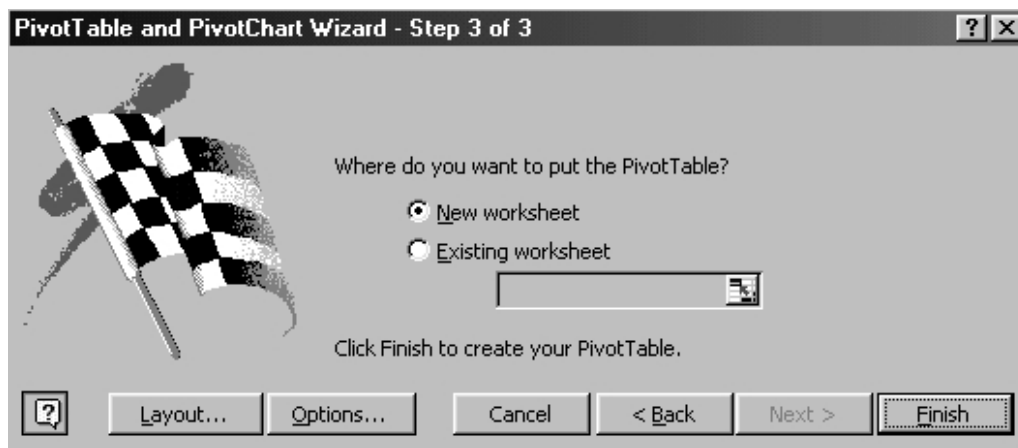 PivotTable and PivotChart Wizard - Step 3 of 3
Where do you want to put the PivotTable?
New worksheet
Existing worksheet
Click Finish to create your PivotTable.
Layout... Options... Cancel < Back Next > Finish